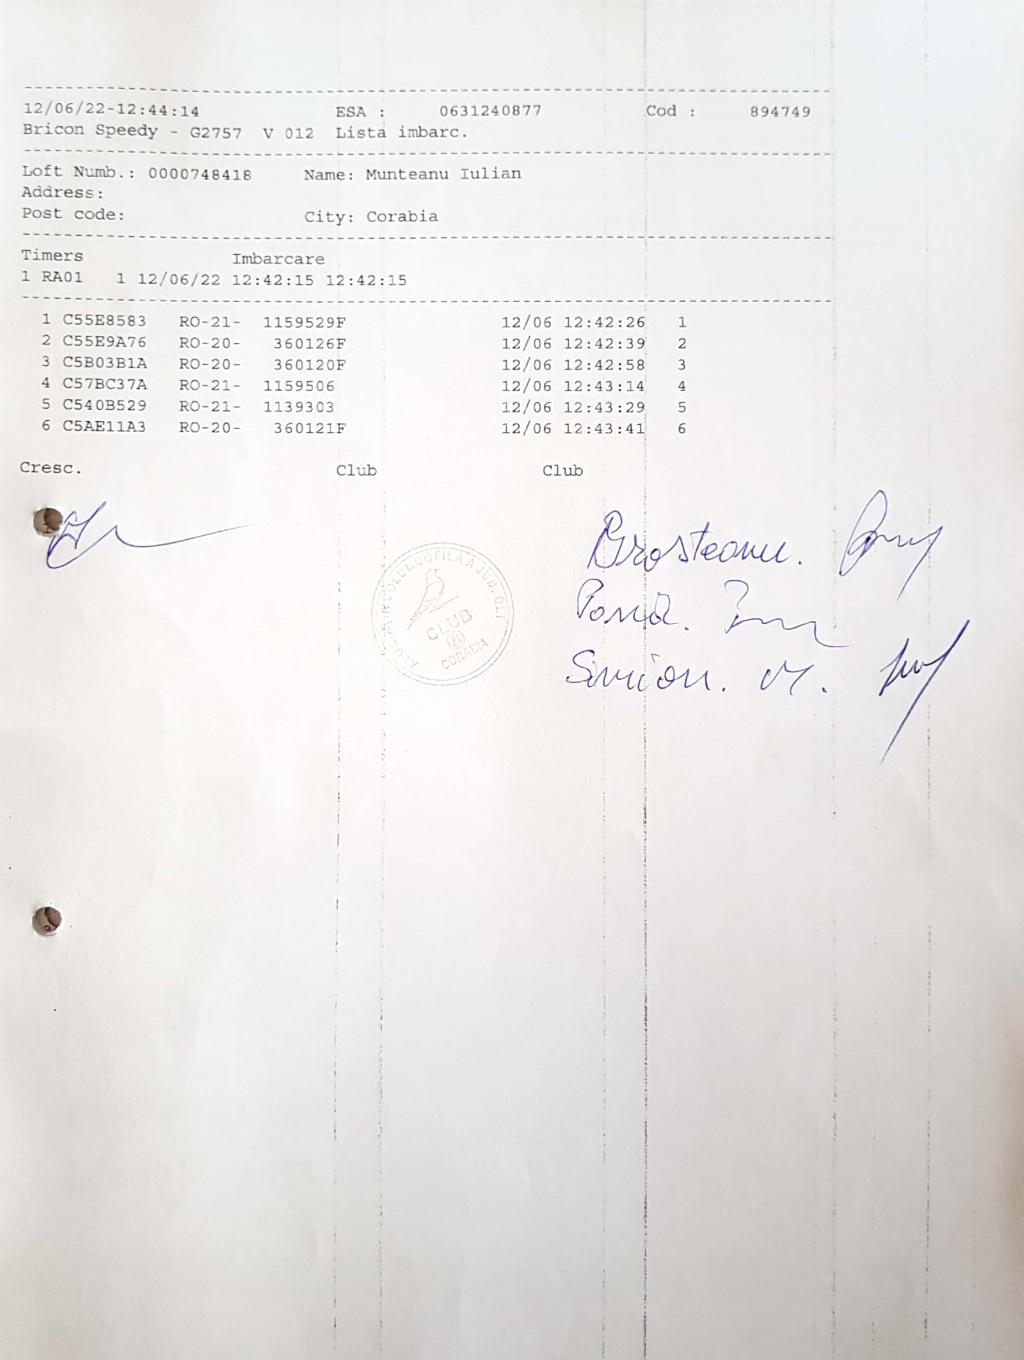 12/06/22-12:44:14 ESA : 0631240877 Cod : 894749
Bricon Speedy - G2757 V 012 Lista imbarc.
Loft Numb.: 0000748418 Name: Munteanu Iulian
Address:
Post code: City: Corabia
Timers Imbarcare
1 RA01 1 12/06/22 12:42:15 12:42:15
1 C55E8583 RO-21- 1159529F 12/06 12:42:26 1
2 C55E9A76 RO-20- 360126F 12/06 12:42:39 2
3 C5B03B1A RO-20- 360120F 12/06 12:42:58 3
4 C57BC37A RO-21- 1159506 12/06 12:43:14 4
5 C540B529 RO-21- 1139303 12/06 12:43:29 5
6 C5AE11A3 RO-20- 360121F 12/06 12:43:41 6
Cresc. Club Club
Brosteanu.
Simion. M.
JUD. OLT
CLUB
CORABIA